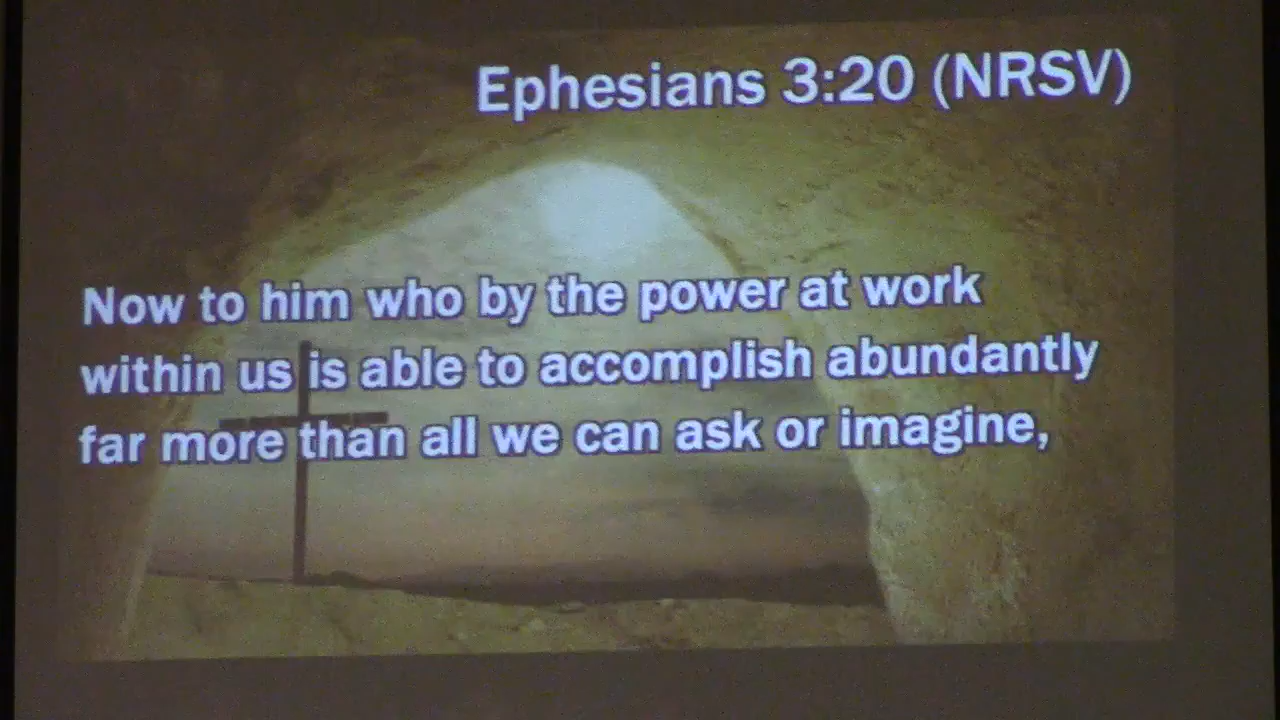 Ephesians 3:20 (NRSV)
Now to him who by the power at work
within us is able to accomplish abundantly
far more than all we can ask or imagine,